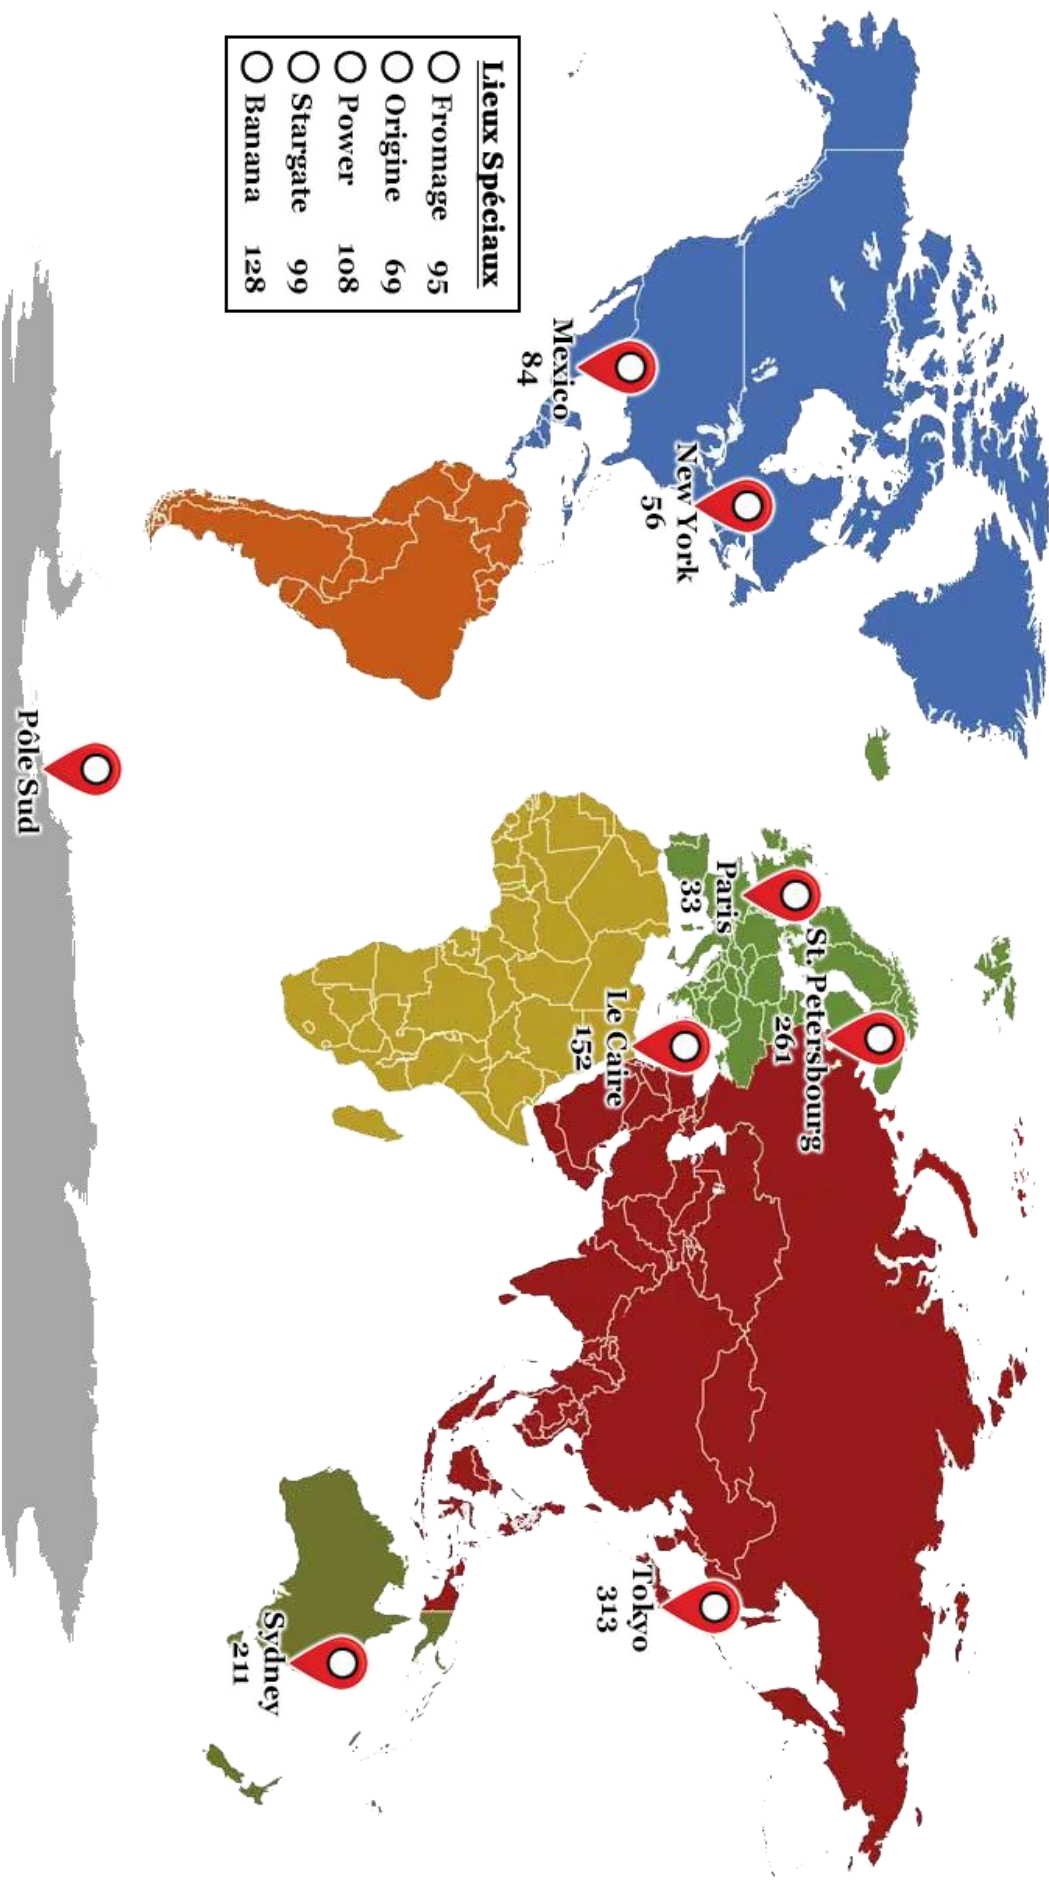 St. Petersbourg
261
Paris
33
New York
56
Tokyo
313
Le Caire
152
Mexico
84
Lieux Spéciaux
Fromage 95
Origine 69
Power 108
Stargate 99
Banana 128
Sydney
211
Pôle Sud